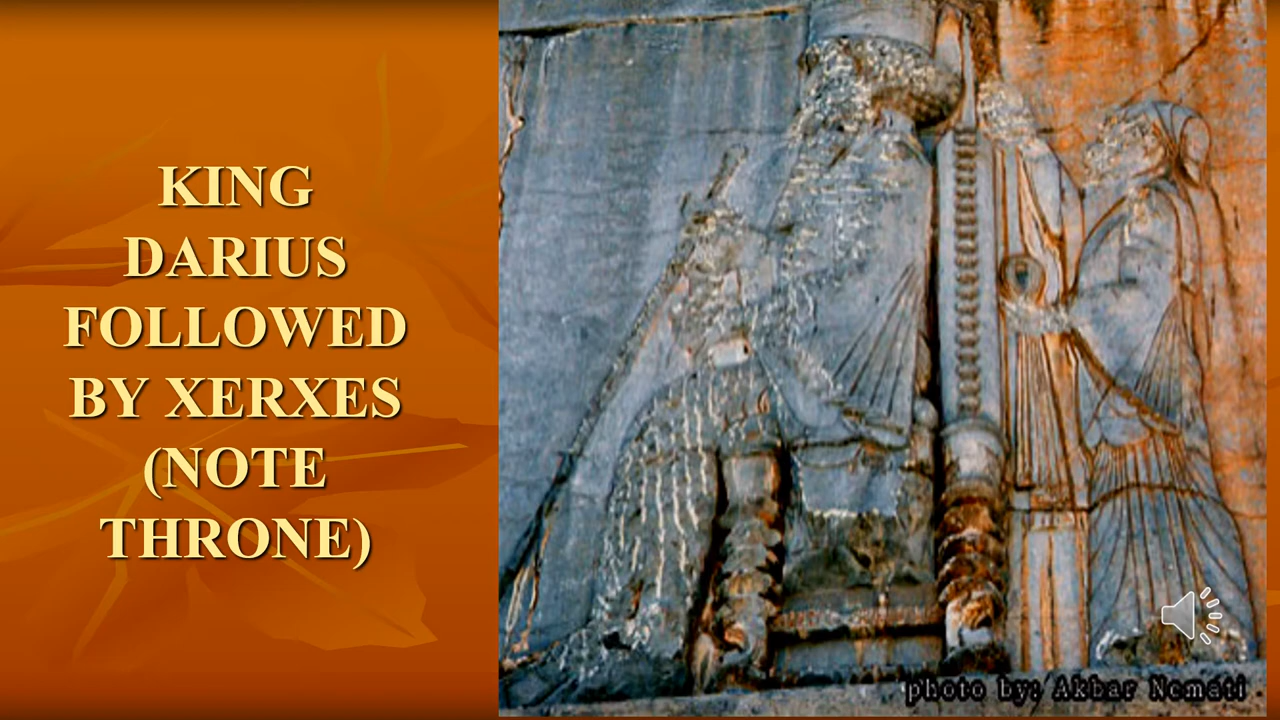 KING
DARIUS
FOLLOWED
BY XERXES
(NOTE
THRONE)
photo by: Akbar Nemati